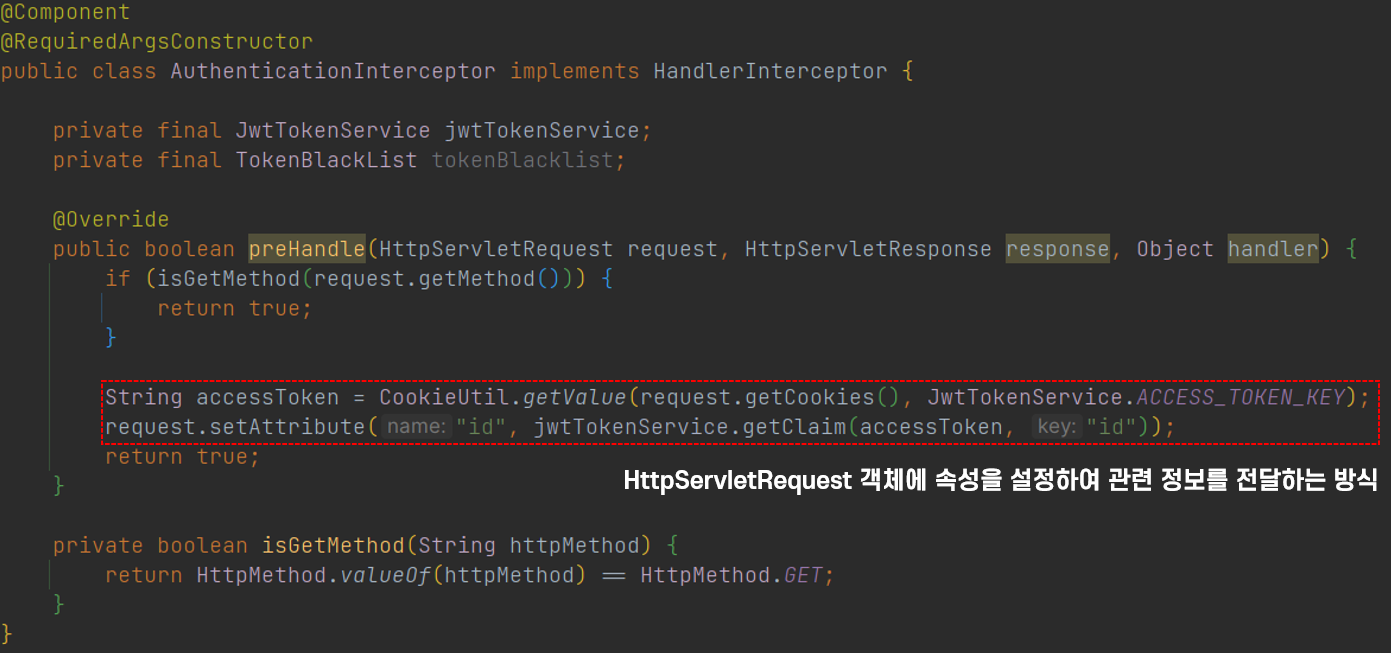 @Component
@RequiredArgsConstructor
public class AuthenticationInterceptor implements HandlerInterceptor {
private final JwtTokenService jwtTokenService;
private final TokenBlackList tokenBlacklist;
@Override
public boolean preHandle(HttpServletRequest request, HttpServletResponse response, Object handler) {
if (isGetMethod(request.getMethod())) {
return true;
}
String accessToken = CookieUtil.getValue(request.getCookies(), JwtTokenService.ACCESS_TOKEN_KEY);
request.setAttribute( name: "id", jwtTokenService.getClaim(accessToken, key: "id"));
return true;
HttpServletRequest 객체에 속성을 설정하여 관련 정보를 전달하는 방식
}
private boolean isGetMethod(String httpMethod) {
return HttpMethod.valueOf(httpMethod) == HttpMethod.GET;
}
}